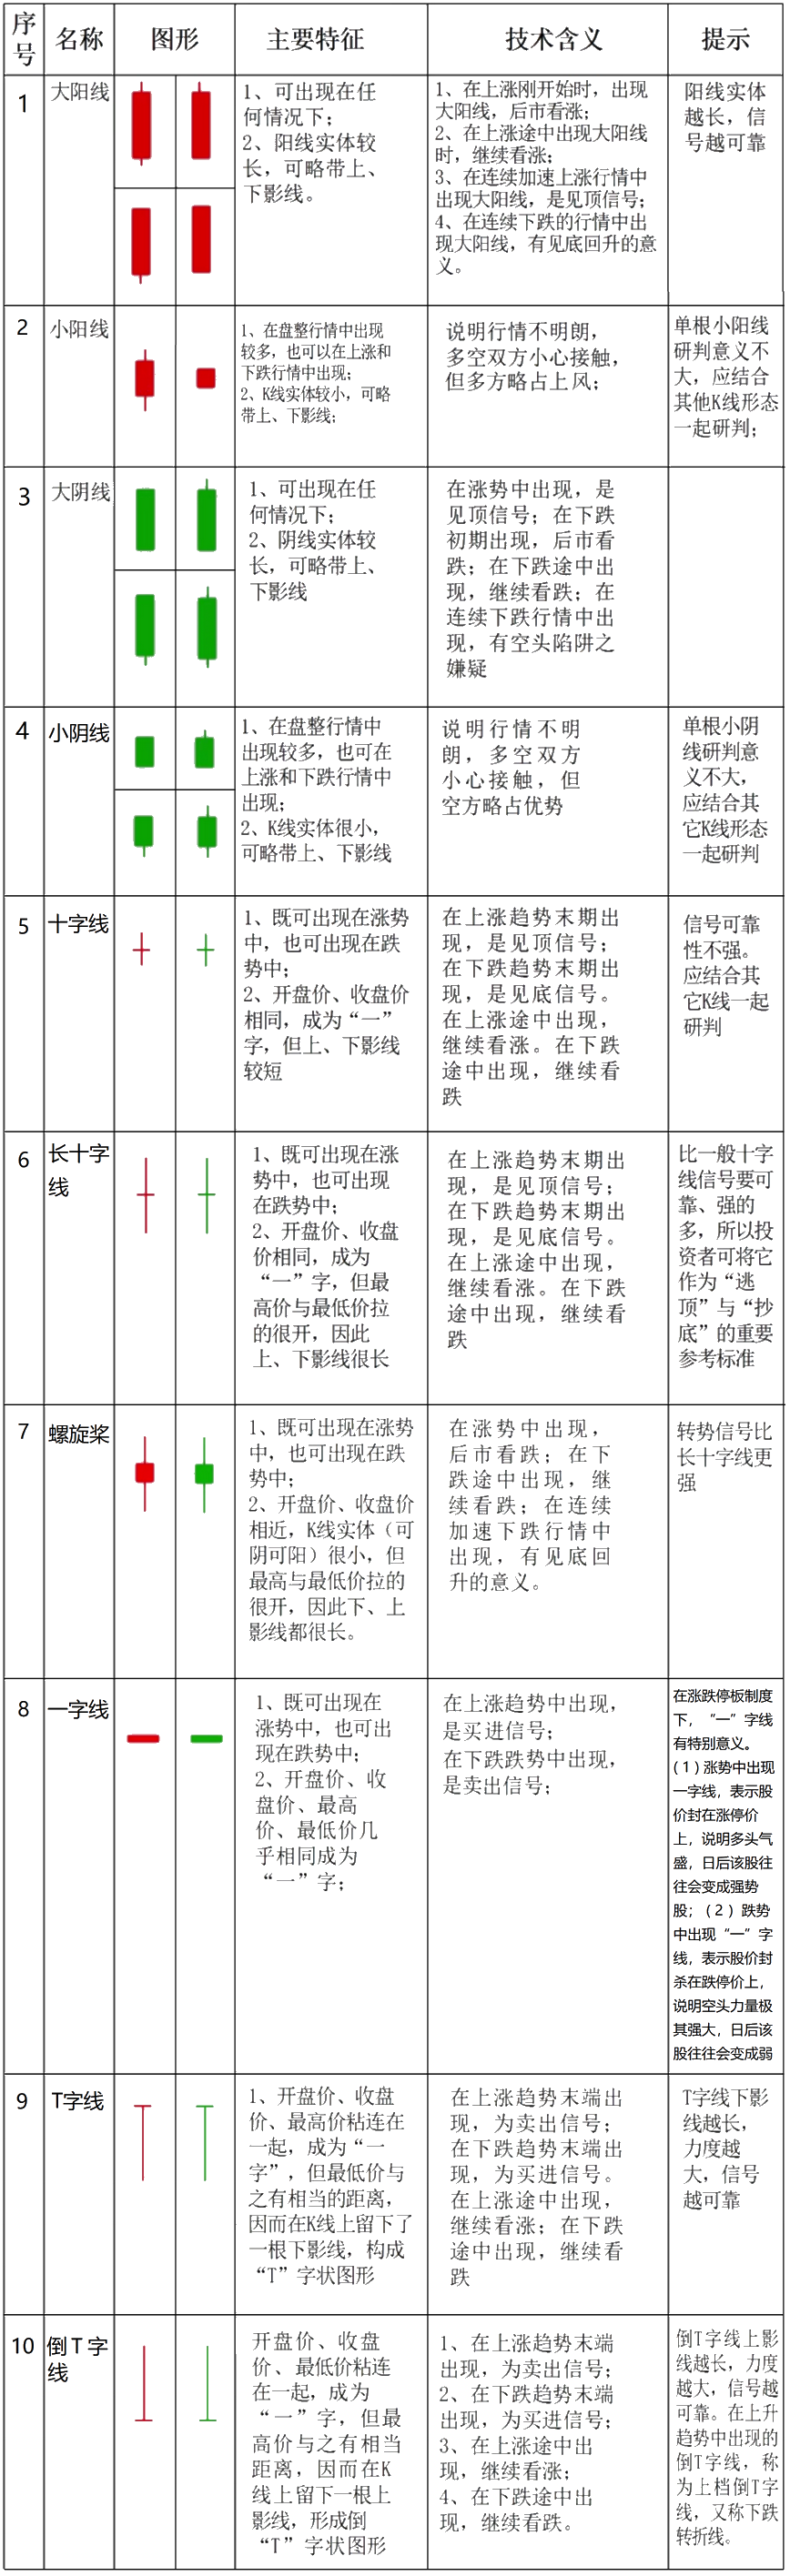 序号 名称 图形 主要特征 技术含义 提示
1
大阳线
1、可出现在任
何情况下；
2、阳线实体较
长，可略带上、
下影线。
1、在上涨刚开始时，出现
大阳线，后市看涨；
2、在上涨途中出现大阳线
时，继续看涨；
3、在连续加速上涨行情中
出现大阳线，是见顶信号；
4、在连续下跌的行情中出
现大阳线，有见底回升的意
义。
阳线实体
越长，信
号越可靠
2
小阳线
1、在盘整行情中出现
较多，也可以在上涨和
下跌行情中出现；
2、K线实体较小，可略
带上、下影线；
说明行情不明朗，
多空双方小心接触，
但多方略占上风；
单根小阳线
研判意义不
大，应结合
其他K线形态
一起研判；
3
大阴线
1、可出现在任
何情况下；
2、阴线实体较
长，可略带上、
下影线
在涨势中出现，是
见顶信号；在下跌
初期出现，后市看
跌；在下跌途中出
现，继续看跌；在
连续下跌行情中出
现，有空头陷阱之
嫌疑
4
小阴线
1、在盘整行情中
出现较多，也可在
上涨和下跌行情中
出现；
2、K线实体很小，
可略带上、下影线
说明行情不明
朗，多空双方
小心接触，但
空方略占优势
单根小阴
线研判意
义不大，
应结合其
它K线形态
一起研判
5
十字线
1、既可出现在涨势
中，也可出现在跌
势中；
2、开盘价、收盘价
相同，成为“一”
字，但上、下影线
较短
在上涨趋势末期出
现，是见顶信号；
在下跌趋势末期出
现，是见底信号。
在上涨途中出现，
继续看涨。在下跌
途中出现，继续看
跌
信号可靠
性不强。
应结合其
它K线一起
研判
6
长十字
线
1、既可出现在涨
势中，也可出现
在跌势中；
2、开盘价、收盘
价相同，成为
“一”字，但最
高价与最低价拉
的很开，因此
上、下影线很长
在上涨趋势末期出
现，是见顶信号；
在下跌趋势末期出
现，是见底信号。
在上涨途中出现，
继续看涨。在下跌
途中出现，继续看
跌
比一般十字
线信号要可
靠、强的
多，所以投
资者可将它
作为“逃
顶”与“抄
底”的重要
参考标准
7
螺旋桨
1、既可出现在涨势
中，也可出现在跌
势中；
2、开盘价、收盘价
相近，K线实体（可
阴可阳）很小，但
最高与最低价拉的
很开，因此下、上
影线都很长。
在涨势中出现，
后市看跌；在下
跌途中出现，继
续看跌；在连续
加速下跌行情中
出现，有见底回
升的意义。
转势信号比
长十字线更
强
8
一字线
1、既可出现在
涨势中，也可出
现在跌势中；
2、开盘价、收
盘价、最高
价、最低价几
乎相同成为
“一”字；
在上涨趋势中出现，
是买进信号；
在下跌跌势中出现，
是卖出信号；
在涨跌停板制度
下，“一”字线
有特别意义。
(1)涨势中出现
一字线，表示股
价封在涨停价
上，说明多头气
盛，日后该股往
往会变成强势
股；(2）跌势
中出现“一”字
线，表示股价封
杀在跌停价上，
说明空头力量极
其强大，日后该
股往往会变成弱
9
T字线
1、开盘价、收盘
价、最高价粘连在
一起，成为“一
字”，但最低价与
之有相当的距离，
因而在K线上留下了
一根下影线，构成
“T”字状图形
在上涨趋势末端出
现，为卖出信号；
在下跌趋势末端出
现，为买进信号。
在上涨途中出现，
继续看涨；在下跌
途中出现，继续看
跌
T字线下影
线越长，
力度越
大，信号
越可靠
10
倒T字
线
开盘价、收盘
价、最低价粘连
在一起，成为
“一”字，但最
高价与之有相当
距离，因而在K
线上留下一根上
影线，形成倒
“T”字状图形
1、在上涨趋势末端
出现，为卖出信号；
2、在下跌趋势末端
出现，为买进信号；
3、在上涨途中出
现，继续看涨；
4、在下跌途中出
现，继续看跌。
倒T字线上影
线越长，力度
越大，信号越
可靠。在上升
趋势中出现的
倒T字线，称
为上档倒T字
线，又称下跌
转折线。